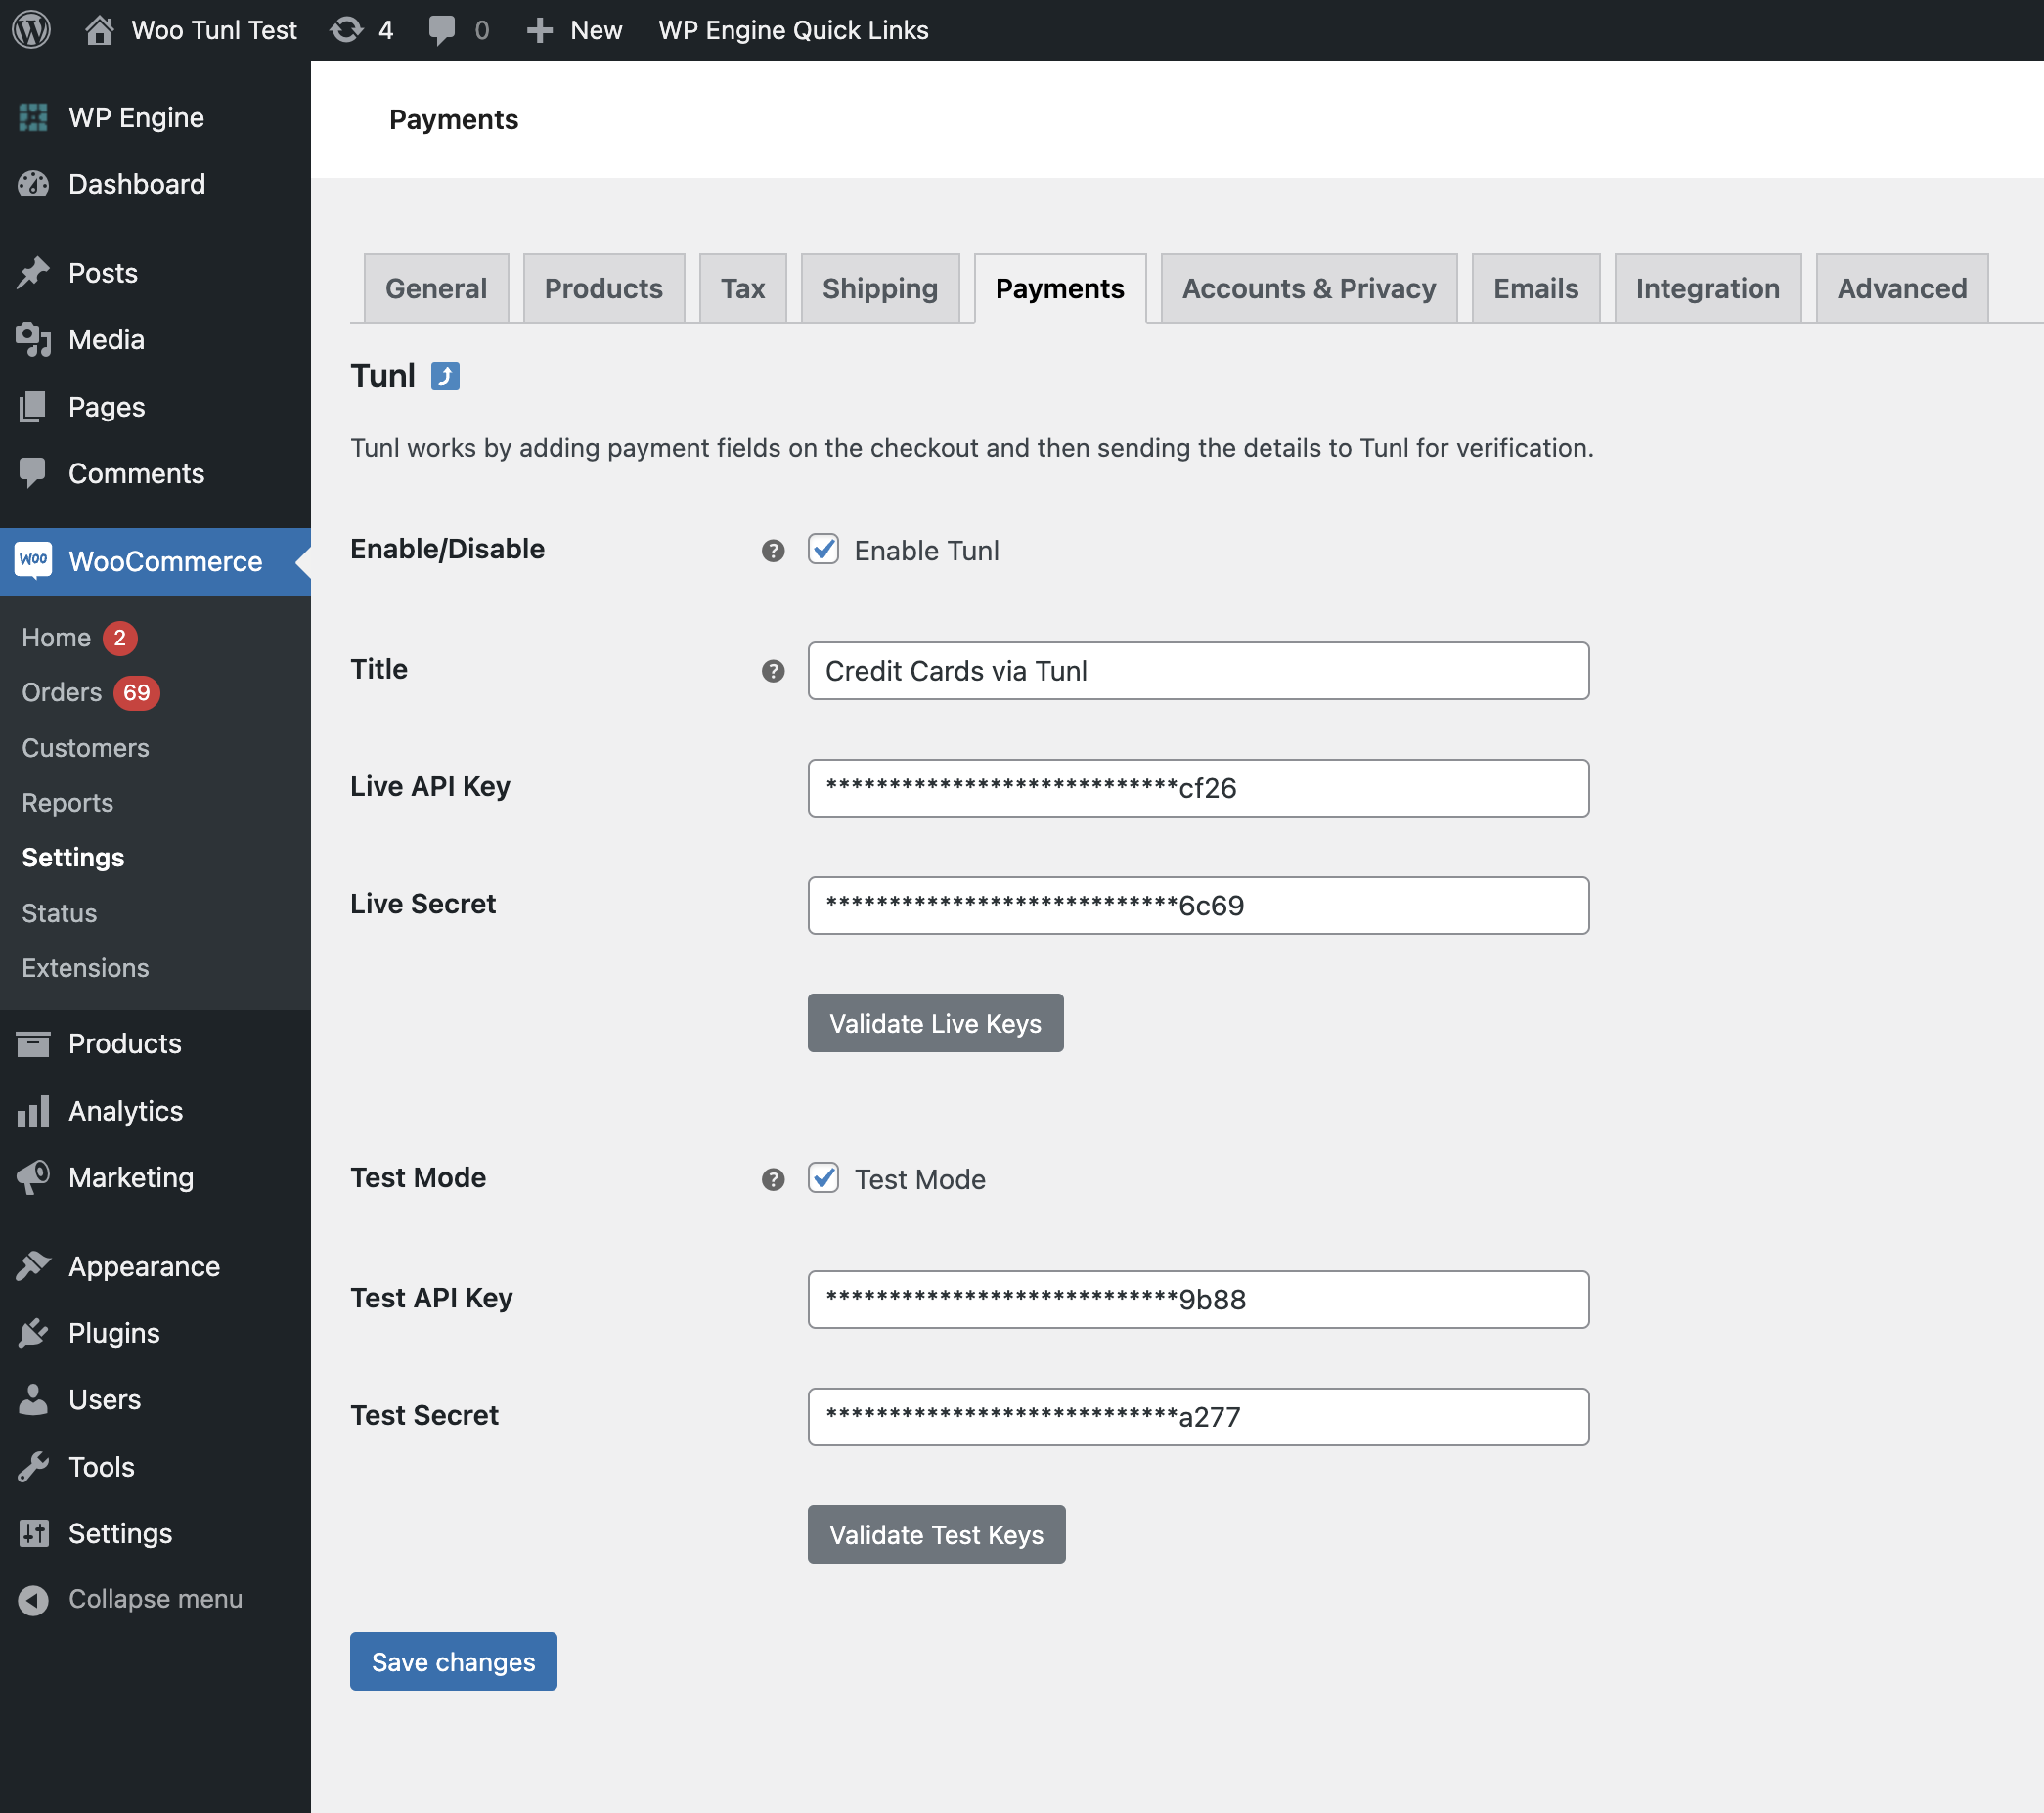 Woo Tunl Test 4 0 New WP Engine Quick Links
WP Engine
Dashboard
Posts
Media
Pages
Comments
Woo WooCommerce
Home 2
Orders 69
Customers
Reports
Settings
Status
Extensions
Products
Analytics
Marketing
Appearance
Plugins
Users
Tools
Settings
Collapse menu
Payments
General Products Tax Shipping Payments Accounts & Privacy Emails Integration Advanced
Tunl ⤴
Tunl works by adding payment fields on the checkout and then sending the details to Tunl for verification.
Enable/Disable ? Enable Tunl
Title ? Credit Cards via Tunl
Live API Key ****************************cf26
Live Secret ****************************6c69
Validate Live Keys
Test Mode ? Test Mode
Test API Key ****************************9b88
Test Secret ****************************a277
Validate Test Keys
Save changes